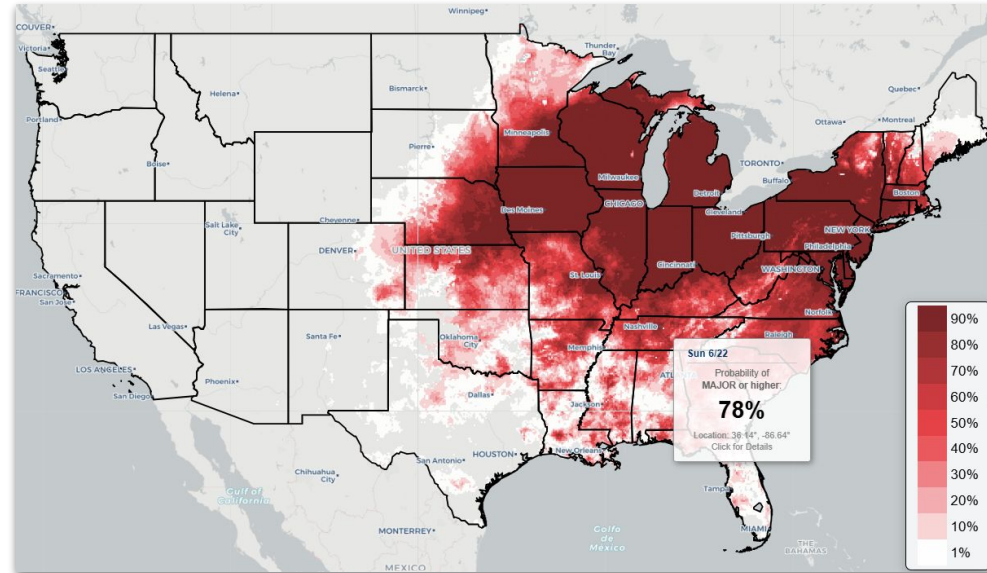 Winnipeg
COUVER
Victoria
Seattle
Thunder
Bay
Helena
Bismarck
Quebec
Portland
Ottawa
Montreal
Minneapolis
Pierre
Boise
TORONTO
Buffalo
Milwaukee
Detroit
Boston
CHICAGO
Cleveland
Des Moines
Cheyenne
Salt Lake
City
Pittsburgh
NEW YORK
Philadelphia
DENVER
UNITED STATES
Cincinnati
WASHINGTON
Sacramento
St. Louis
FRANCISCO
San Jose
Norfolk
Nashville
Raleigh
Las Vegas
Santa Fe
Oklahoma
City
Memphis
LOS ANGELES
Phoenix
San Diego
ATL
Dallas
Jackson
Sun 6/22
Probability of
MAJOR or higher:
78%
Location: 36.14°, -86.64°
Click for Details
New Orleans
HOUSTON
San Antonio
Chihuahua
City
Gulf of
California
Tampa
MIAMI
MONTERREY
Golfo
de
México
THE
BAHAMAS
MEXICO
90%
80%
70%
60%
50%
40%
30%
20%
10%
1%